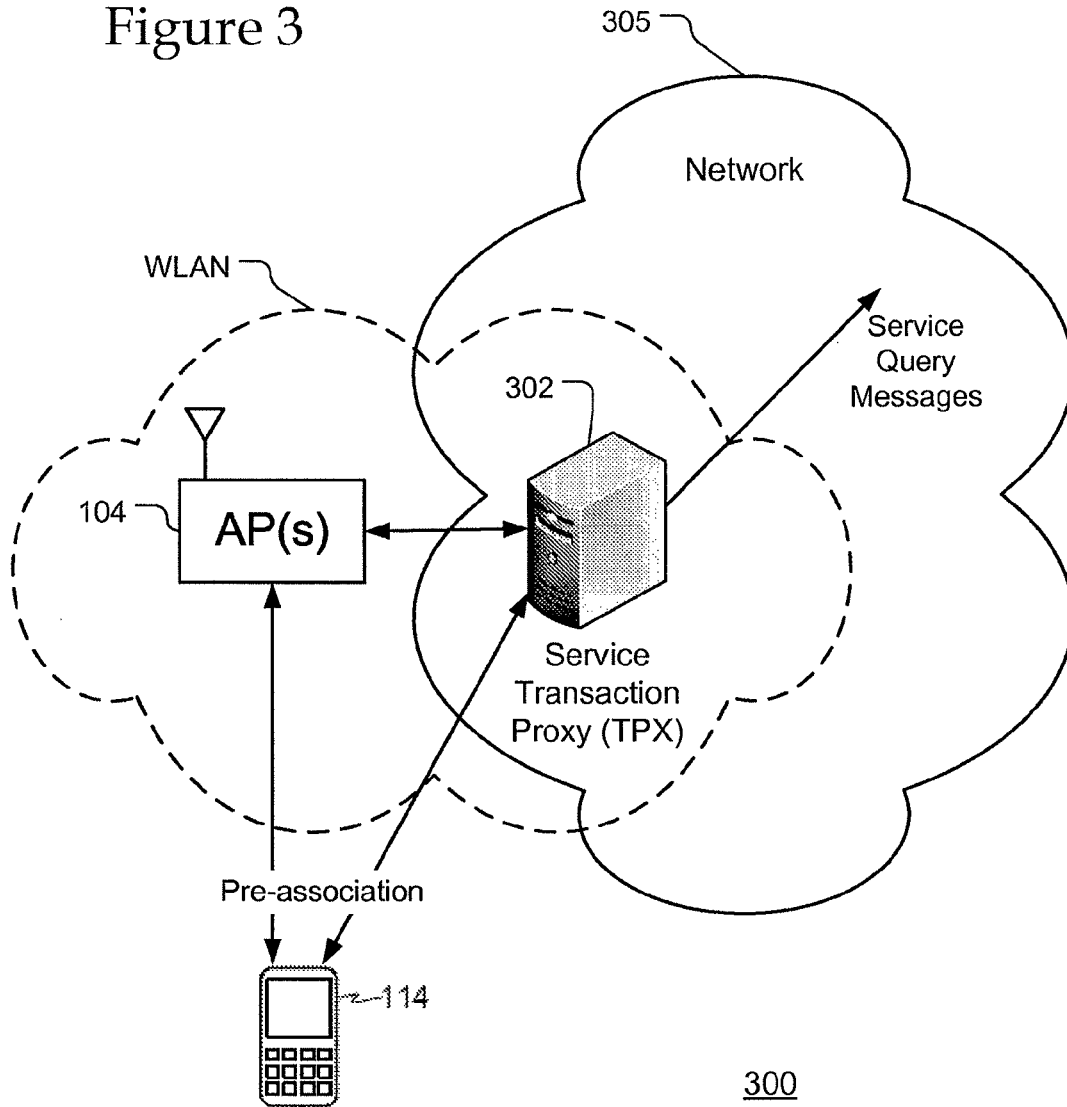 Figure 3
305
Network
WLAN
Service
Query
Messages
302
104
AP(s)
Service
Transaction
Proxy (TPX)
Pre-association
114
300